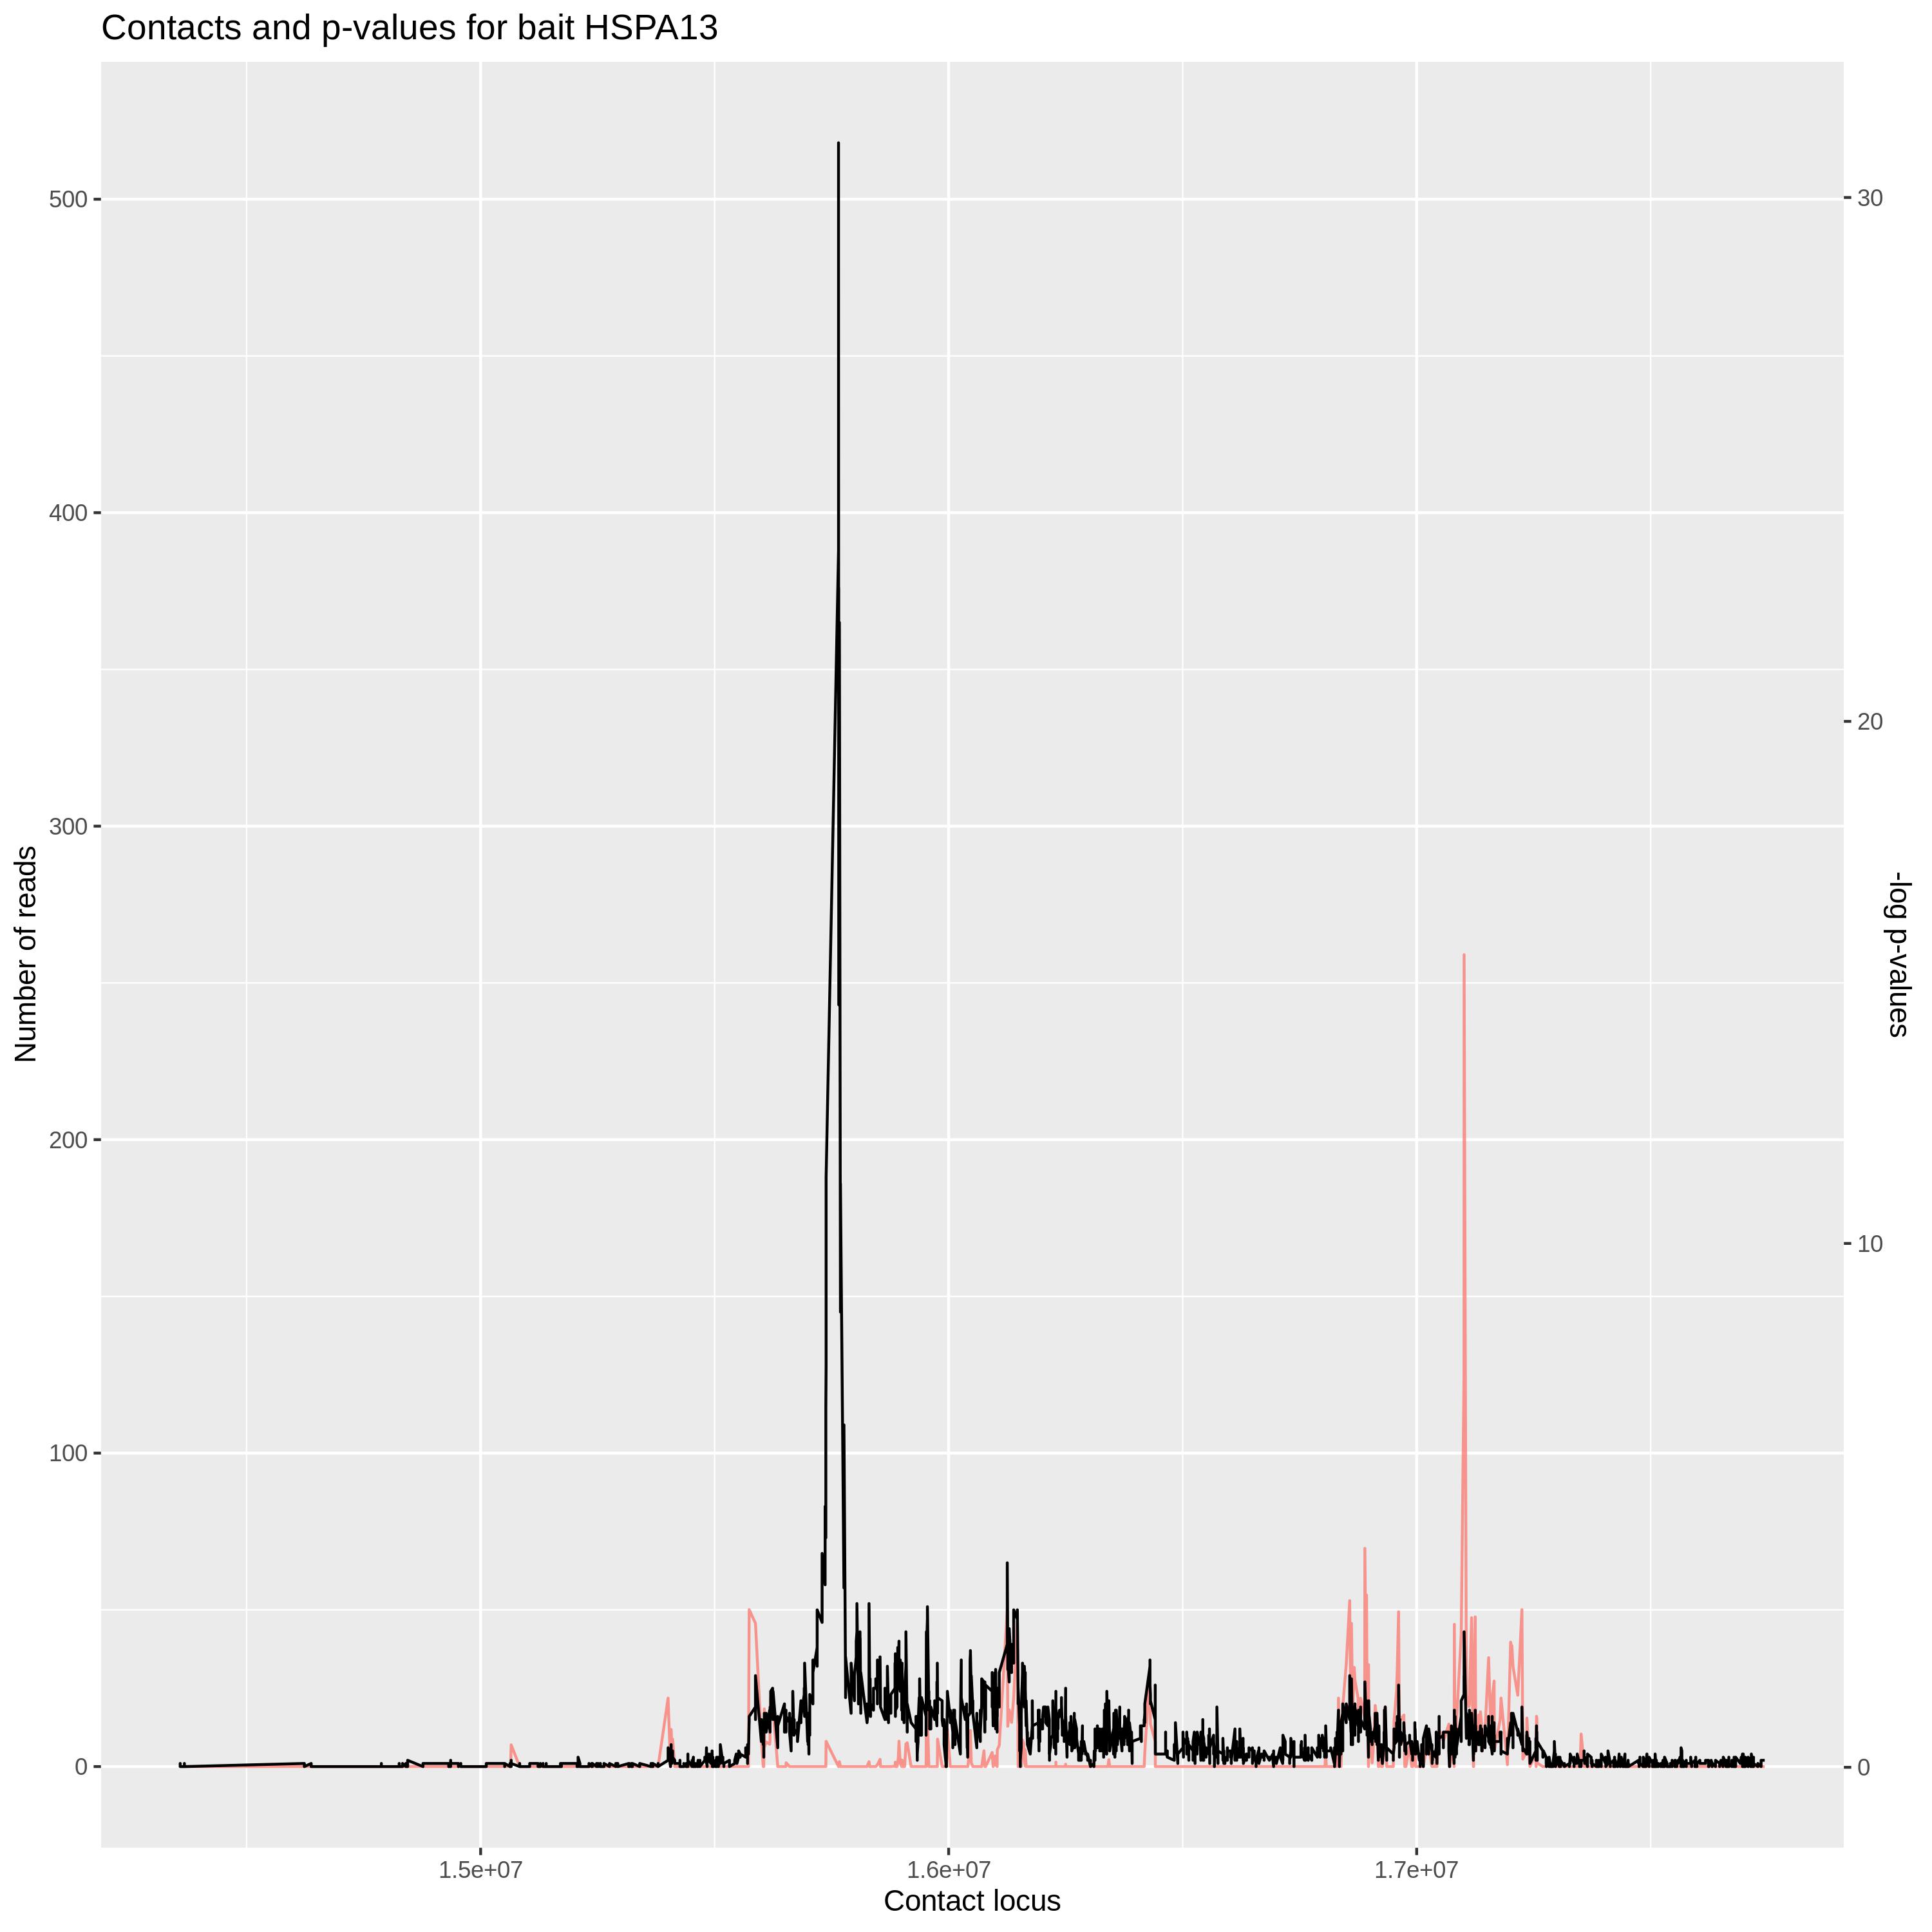 Contacts and p-values for bait HSPA13
500
400
300
200
100
0
Number of reads
30
20
10
0
-log p-values
1.5e+07
1.6e+07
1.7e+07
Contact locus